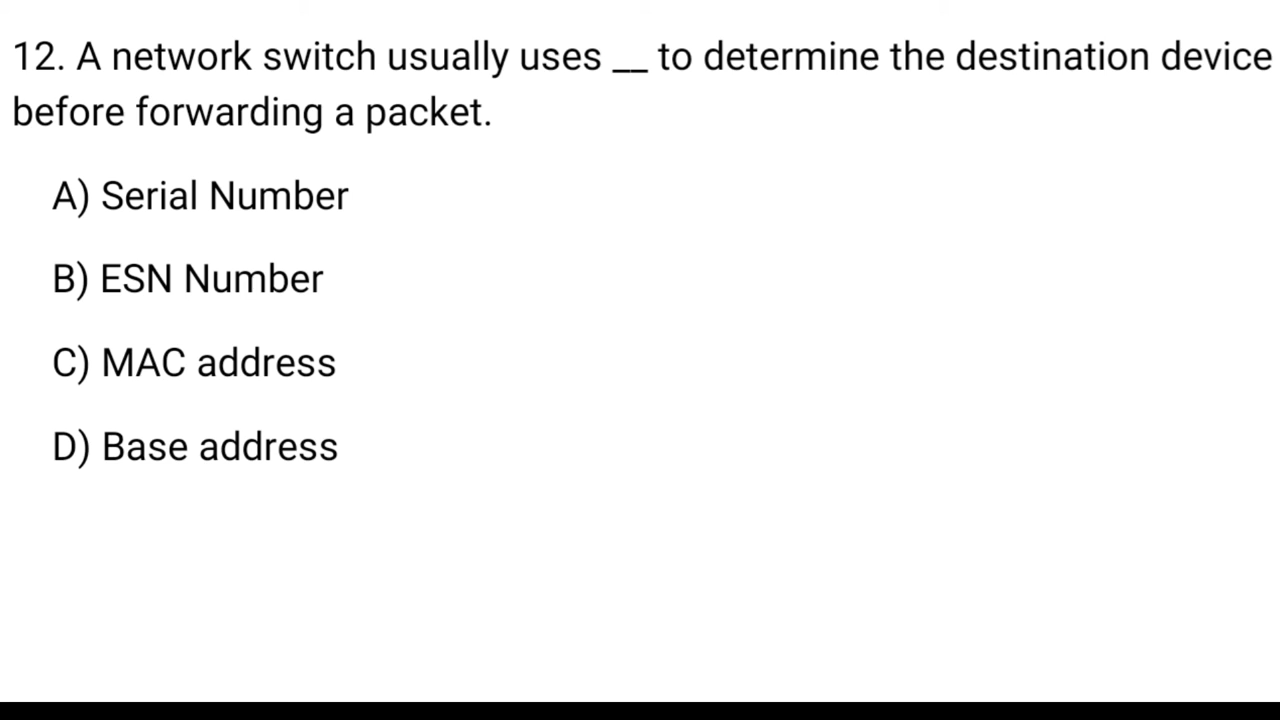 12. A network switch usually uses __ to determine the destination device
before forwarding a packet.
A) Serial Number
B) ESN Number
C) MAC address
D) Base address